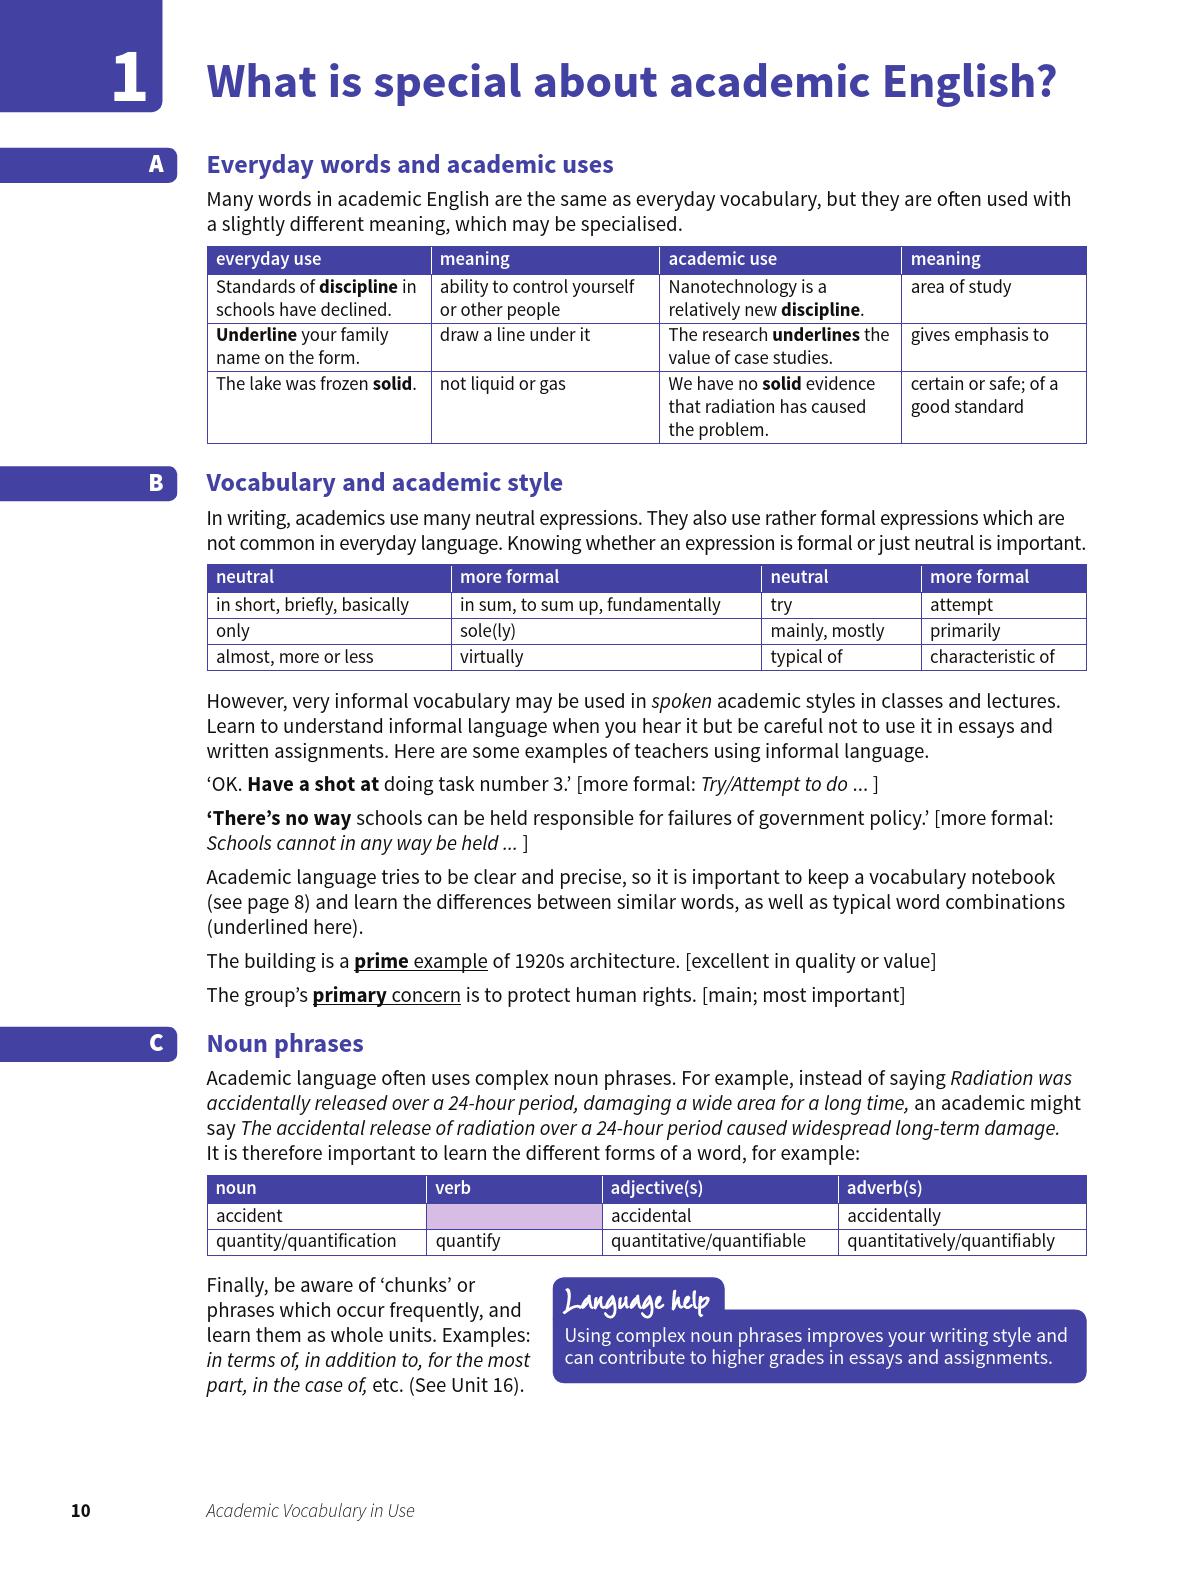 1
What is special about academic English?
A
Everyday words and academic uses
Many words in academic English are the same as everyday vocabulary, but they are often used with
a slightly different meaning, which may be specialised.
everyday use meaning academic use meaning
Standards of discipline in schools have declined. ability to control yourself or other people Nanotechnology is a relatively new discipline. area of study
Underline your family name on the form. draw a line under it The research underlines the value of case studies. gives emphasis to
The lake was frozen solid. not liquid or gas We have no solid evidence that radiation has caused the problem. certain or safe; of a good standard
B
Vocabulary and academic style
In writing, academics use many neutral expressions. They also use rather formal expressions which are
not common in everyday language. Knowing whether an expression is formal or just neutral is important.
neutral more formal neutral more formal
in short, briefly, basically in sum, to sum up, fundamentally try attempt
only sole(ly) mainly, mostly primarily
almost, more or less virtually typical of characteristic of
However, very informal vocabulary may be used in spoken academic styles in classes and lectures.
Learn to understand informal language when you hear it but be careful not to use it in essays and
written assignments. Here are some examples of teachers using informal language.
‘OK. Have a shot at doing task number 3.’ [more formal: Try/Attempt to do ... ]
‘There’s no way schools can be held responsible for failures of government policy.’ [more formal:
Schools cannot in any way be held ... ]
Academic language tries to be clear and precise, so it is important to keep a vocabulary notebook
(see page 8) and learn the differences between similar words, as well as typical word combinations
(underlined here).
The building is a prime example of 1920s architecture. [excellent in quality or value]
The group’s primary concern is to protect human rights. [main; most important]
C
Noun phrases
Academic language often uses complex noun phrases. For example, instead of saying Radiation was
accidentally released over a 24-hour period, damaging a wide area for a long time, an academic might
say The accidental release of radiation over a 24-hour period caused widespread long-term damage.
It is therefore important to learn the different forms of a word, for example:
noun verb adjective(s) adverb(s)
accident accidental accidentally
quantity/quantification quantify quantitative/quantifiable quantitatively/quantifiably
Finally, be aware of ‘chunks’ or
phrases which occur frequently, and
learn them as whole units. Examples:
in terms of, in addition to, for the most
part, in the case of, etc. (See Unit 16).
Language help
Using complex noun phrases improves your writing style and
can contribute to higher grades in essays and assignments.
10
Academic Vocabulary in Use